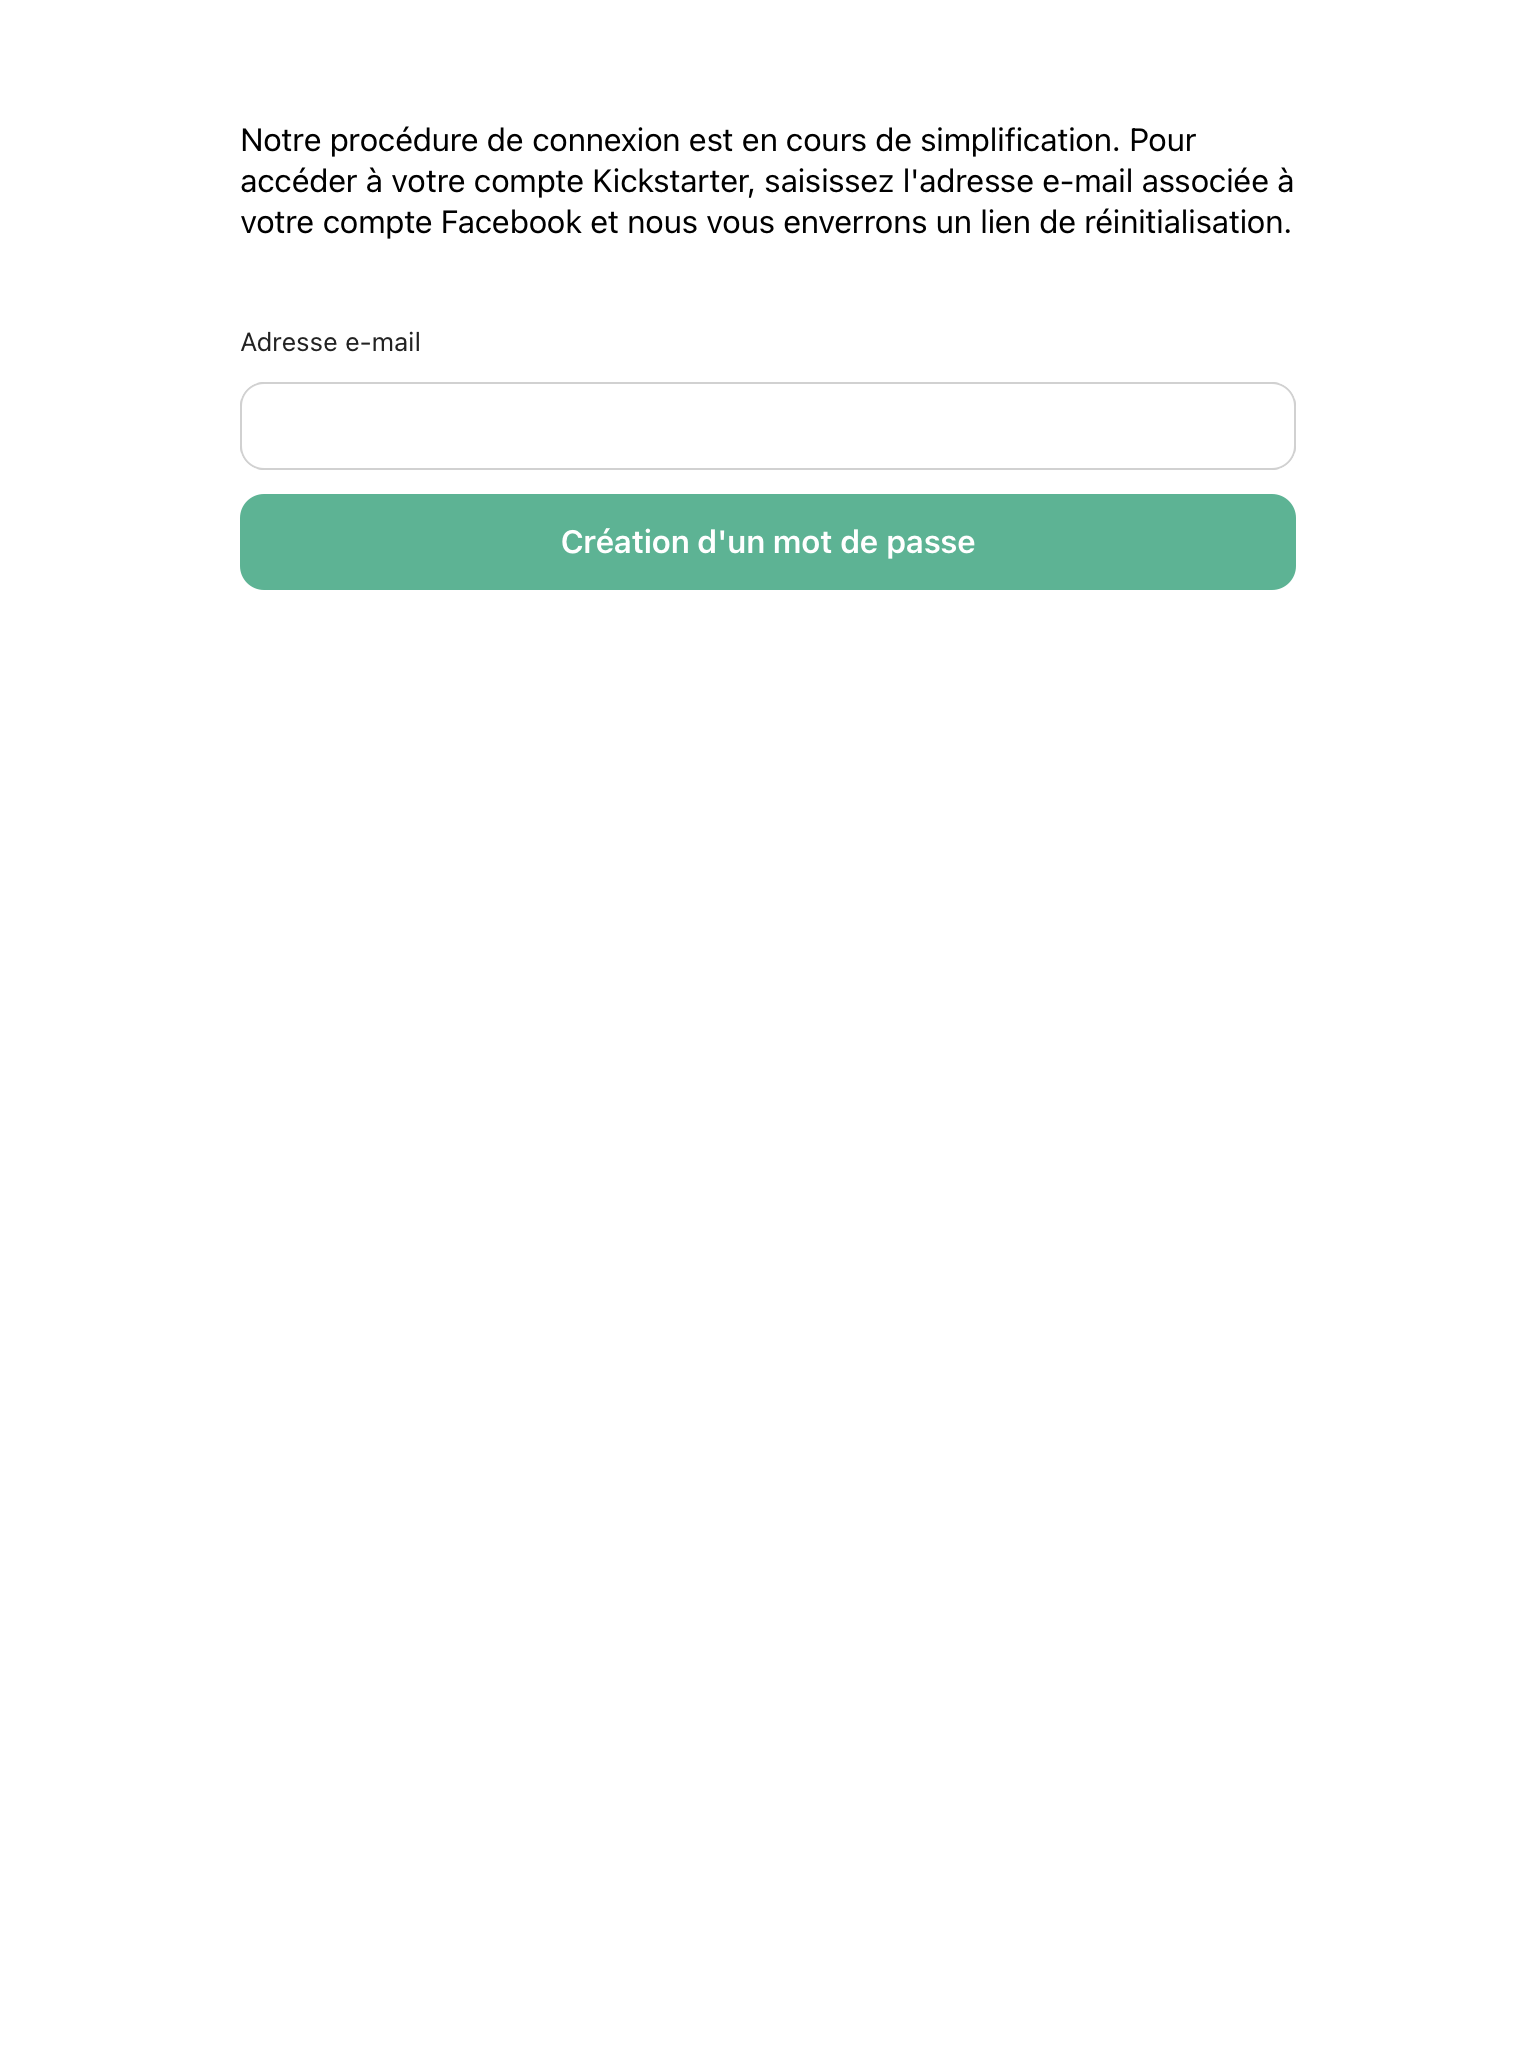 Notre procédure de connexion est en cours de simplification. Pour
accéder à votre compte Kickstarter, saisissez l'adresse e-mail associée à
votre compte Facebook et nous vous enverrons un lien de réinitialisation.
Adresse e-mail
Création d'un mot de passe